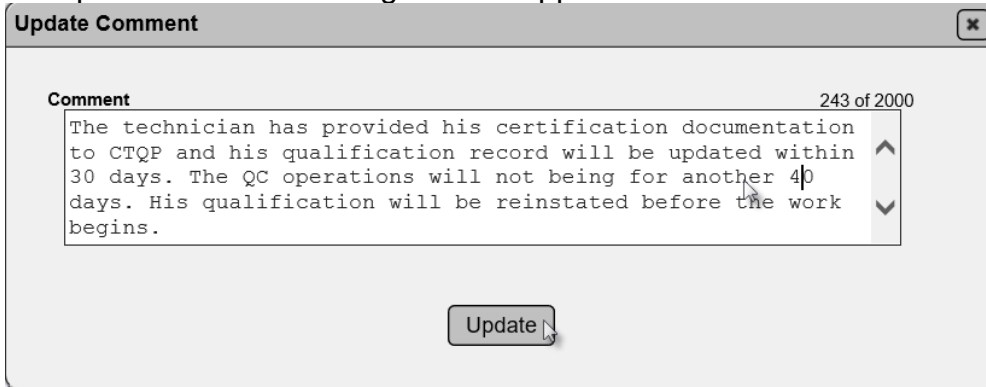 Update Comment
Comment
243 of 2000
The technician has provided his certification documentation
to CTQP and his qualification record will be updated within
30 days. The QC operations will not being for another 40
days. His qualification will be reinstated before the work
begins.
Update